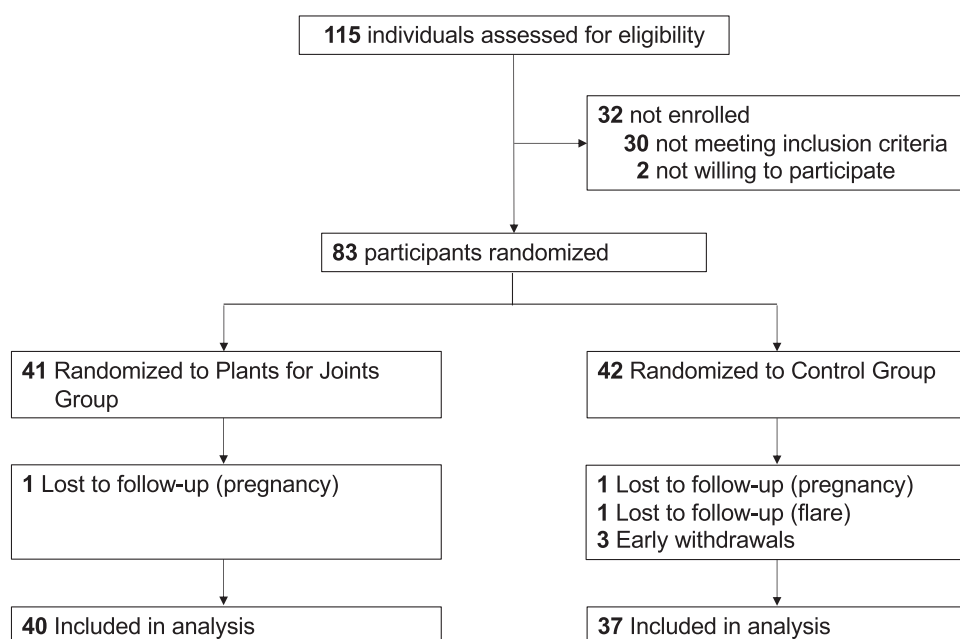 115 individuals assessed for eligibility
32 not enrolled
30 not meeting inclusion criteria
2 not willing to participate
83 participants randomized
41 Randomized to Plants for Joints
Group
42 Randomized to Control Group
1 Lost to follow-up (pregnancy)
1 Lost to follow-up (pregnancy)
1 Lost to follow-up (flare)
3 Early withdrawals
40 Included in analysis
37 Included in analysis